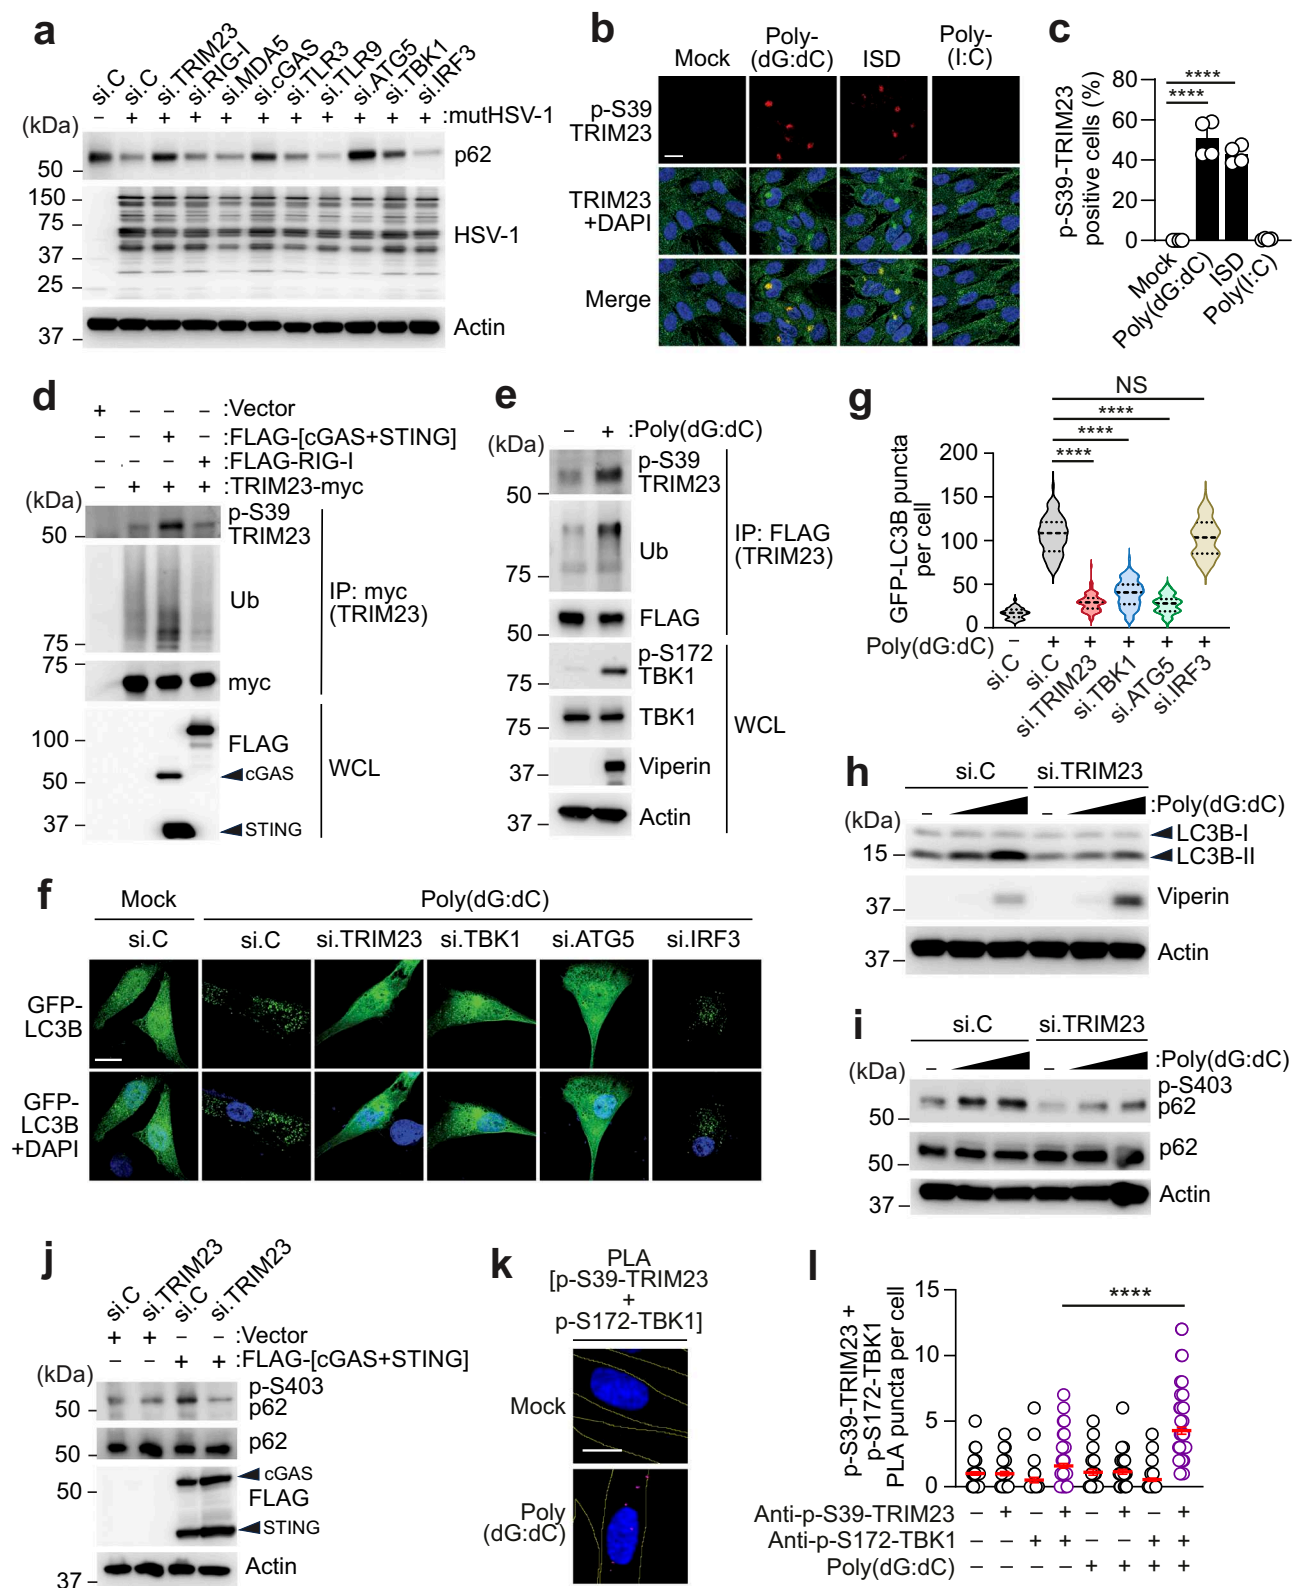 a
si.C
si.C
si.TRIM23
si.RIG-I
si.MDA5
si.cGAS
si.TLR3
si.TLR9
si.ATG5
si.TBK1
si.IRF3
(kDa) – + + + + + + + + + + :mutHSV-1
50 – p62
150 –
75 –
37 – HSV-1
25 –
37 – Actin
b
Mock Poly-(dG:dC) ISD Poly-(I:C)
p-S39
TRIM23
TRIM23
+DAPI
Merge
c
p-S39-TRIM23
positive cells (%)
80
60
40
20
0
**** 
****
Mock
Poly(dG:dC)
ISD
Poly(I:C)
d
+ – – – :Vector
– – + – :FLAG-[cGAS+STING]
– – – + :FLAG-RIG-I
– + + + :TRIM23-myc
(kDa)
50 – p-S39
TRIM23
Ub
75 –
75 –
myc
IP: myc
(TRIM23)
100 – FLAG
cGAS
50 –
37 – STING
WCL
e
– + :Poly(dG:dC)
(kDa)
p-S39
TRIM23
50 –
Ub
75 –
FLAG
50 –
IP: FLAG
(TRIM23)
p-S172
TBK1
75 –
TBK1
75 –
Viperin
37 –
Actin
37 –
WCL
f
Mock Poly(dG:dC)
si.C si.C si.TRIM23 si.TBK1 si.ATG5 si.IRF3
GFP-
LC3B
GFP-
LC3B
+DAPI
g
GFP-LC3B puncta
per cell
200
150
100
50
0
NS
****
****
****
Poly(dG:dC) – + + + + +
si.C
si.C
si.TRIM23
si.TBK1
si.ATG5
si.IRF3
h
si.C si.TRIM23
– – :Poly(dG:dC)
(kDa)
LC3B-I
15 – LC3B-II
Viperin
37 –
Actin
37 –
i
si.C si.TRIM23
– – :Poly(dG:dC)
(kDa)
p-S403
p62
50 –
p62
50 –
Actin
37 –
j
si.C
si.TRIM23
si.C
si.TRIM23
+ + – – :Vector
– – + + :FLAG-[cGAS+STING]
(kDa)
p-S403
p62
50 –
p62
50 –
cGAS
50 – FLAG
STING
Actin
37 –
k
PLA
[p-S39-TRIM23
+
p-S172-TBK1]
Mock
Poly
(dG:dC)
l
p-S39-TRIM23 +
p-S172-TBK1
PLA puncta per cell
15
10
5
0
****
Anti-p-S39-TRIM23 – + – + – + – +
Anti-p-S172-TBK1 – – + + – – + +
Poly(dG:dC) – – – – + + + +